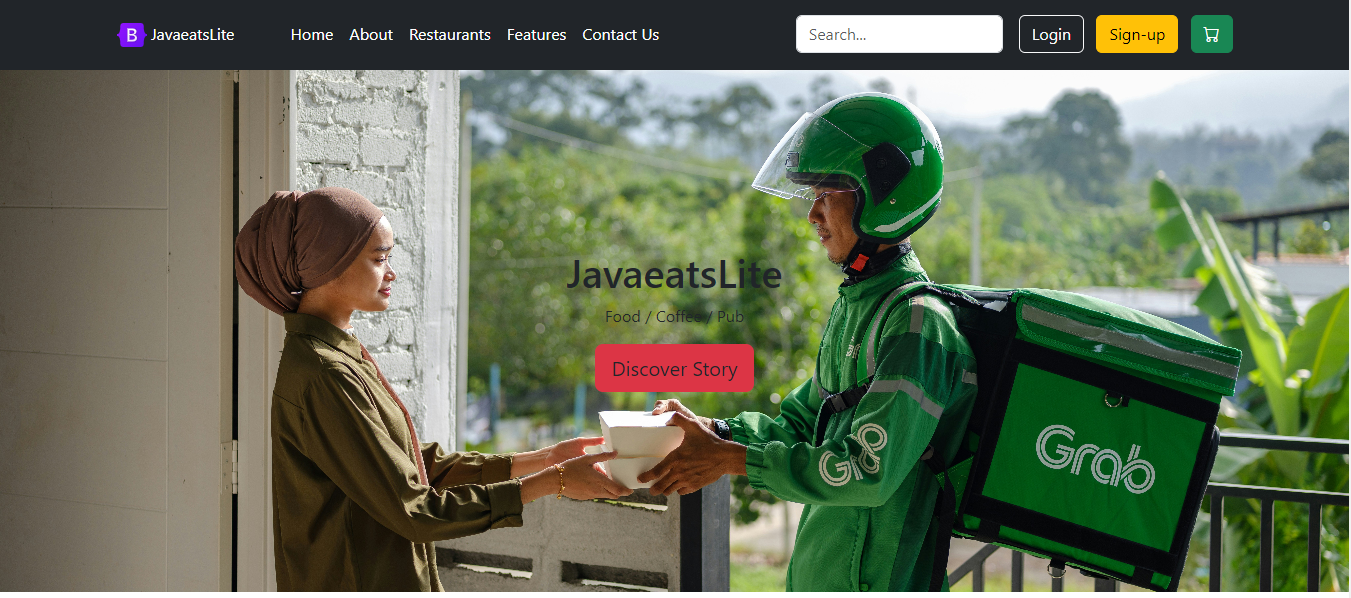 B JavaeatsLite Home About Restaurants Features Contact Us Search... Login Sign-up
JavaeatsLite
Food / Coffee / Pub
Discover Story
Grab
Grab